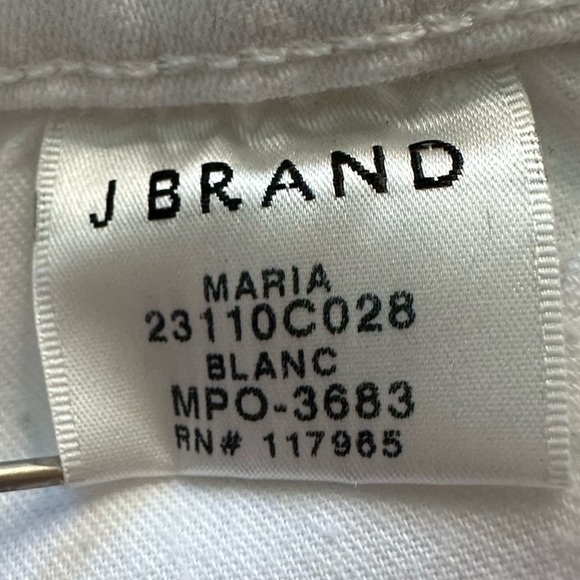 J BRAND
MARIA
23110C028
BLANC
MPO-3683
RN# 117965